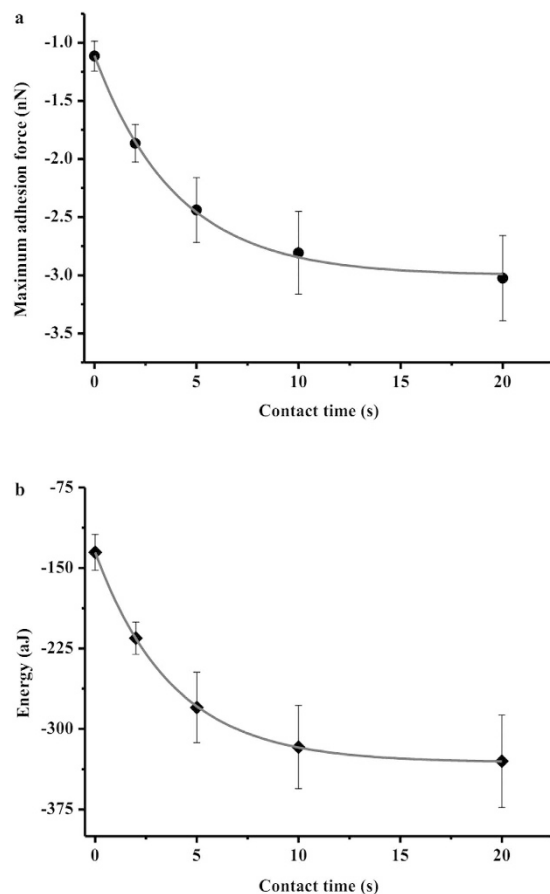 a
-1.0
-1.5
-2.0
-2.5
-3.0
-3.5
Maximum adhesion force (nN)
0 5 10 15 20
Contact time (s)
b
-75
-150
-225
-300
-375
Energy (aJ)
0 5 10 15 20
Contact time (s)